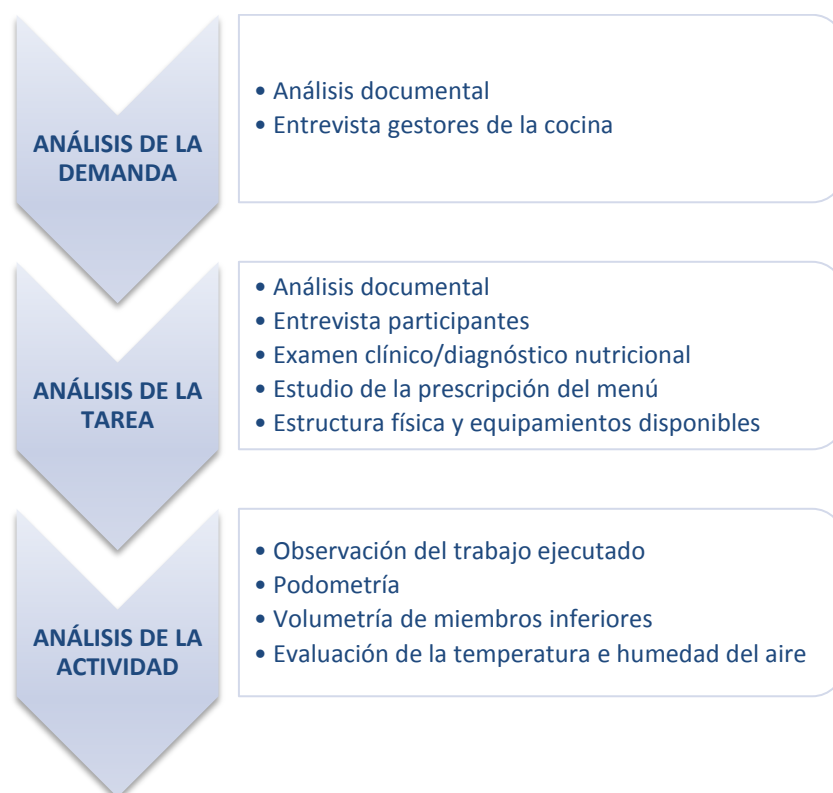 ANÁLISIS DE LA
DEMANDA
• Análisis documental
• Entrevista gestores de la cocina
ANÁLISIS DE LA
TAREA
• Análisis documental
• Entrevista participantes
• Examen clínico/diagnóstico nutricional
• Estudio de la prescripción del menú
• Estructura física y equipamientos disponibles
ANÁLISIS DE LA
ACTIVIDAD
• Observación del trabajo ejecutado
• Podometría
• Volumetría de miembros inferiores
• Evaluación de la temperatura e humedad del aire